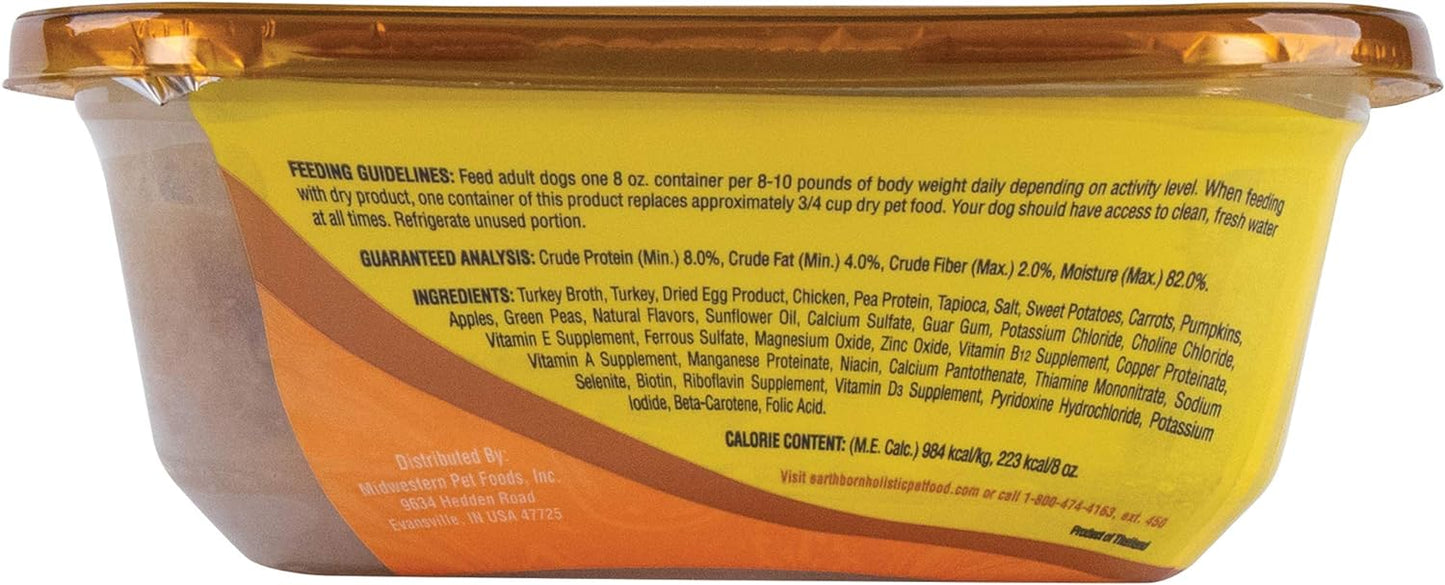 FEEDING GUIDELINES: Feed adult dogs one 8 oz. container per 8-10 pounds of body weight daily depending on activity level. When feeding
with dry product, one container of this product replaces approximately 3/4 cup dry pet food. Your dog should have access to clean, fresh water
at all times. Refrigerate unused portion.
GUARANTEED ANALYSIS: Crude Protein (Min.) 8.0%, Crude Fat (Min.) 4.0%, Crude Fiber (Max.) 2.0%, Moisture (Max.) 82.0%.
INGREDIENTS: Turkey Broth, Turkey, Dried Egg Product, Chicken, Pea Protein, Tapioca, Salt, Sweet Potatoes, Carrots, Pumpkins,
Apples, Green Peas, Natural Flavors, Sunflower Oil, Calcium Sulfate, Guar Gum, Potassium Chloride, Choline Chloride,
Vitamin E Supplement, Ferrous Sulfate, Magnesium Oxide, Zinc Oxide, Vitamin B12 Supplement, Copper Proteinate,
Vitamin A Supplement, Manganese Proteinate, Niacin, Calcium Pantothenate, Thiamine Mononitrate, Sodium
Selenite, Biotin, Riboflavin Supplement, Vitamin D3 Supplement, Pyridoxine Hydrochloride, Potassium
Iodide, Beta-Carotene, Folic Acid.
CALORIE CONTENT: (M.E. Calc.) 984 kcal/kg, 223 kcal/8 oz.
Visit earthbornholisticpetfood.com or call 1-800-474-4163, ext. 450
Product of Thailand
Distributed By:
Midwestern Pet Foods, Inc.
9634 Hedden Road
Evansville, IN USA 47725